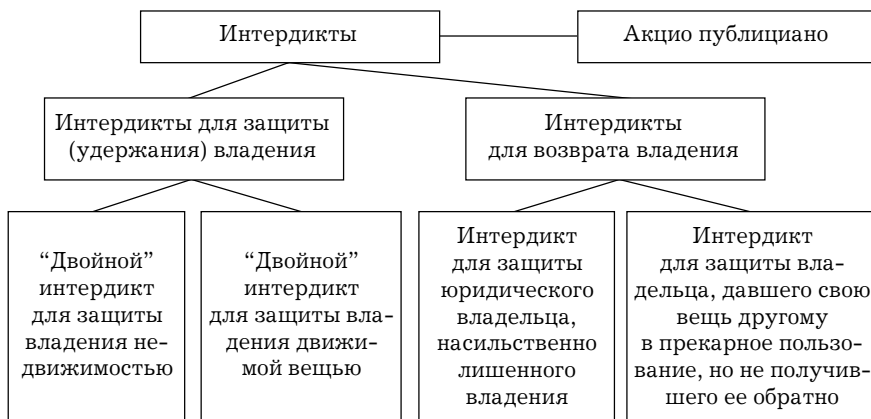 Интердикты
Акцио публициано
Интердикты для защиты
(удержания) владения
Интердикты
для возврата владения
“Двойной”
интердикт
для защиты
владения не-
движимостью
“Двойной”
интердикт
для защиты вла-
дения движи-
мой вещью
Интердикт
для защиты
юридического
владельца,
насильственно
лишенного
владения
Интердикт
для защиты вла-
дельца, давшего свою
вещь другому
в прекарное пользо-
вание, но не получив-
шего ее обратно